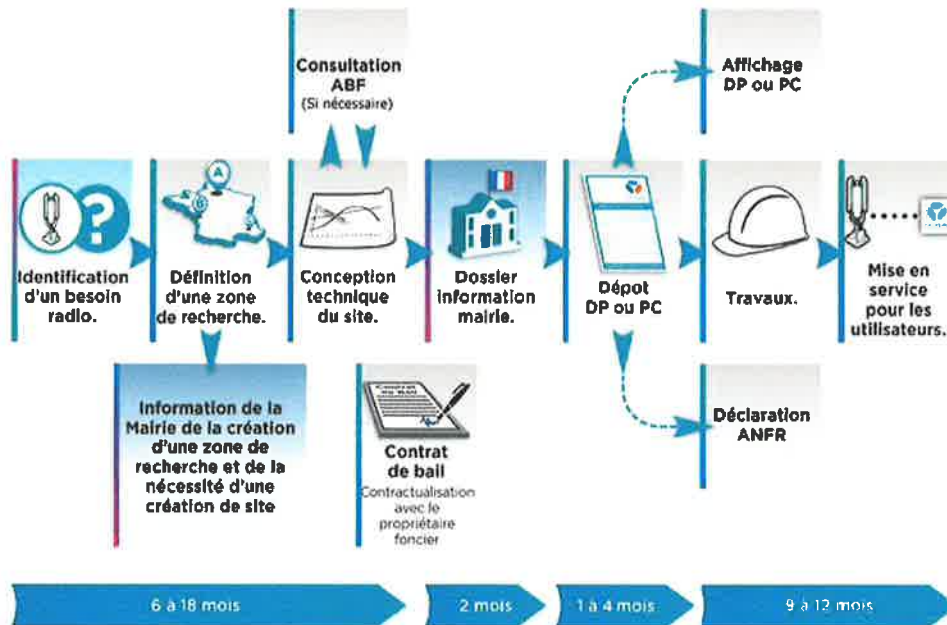 Consultation
ABF
(Si nécessaire)
Affichage
DP ou PC
A
Identification
d'un besoin
radio.
Définition
d'une zone
de recherche.
Conception
technique
du site.
Dossier
information
mairie.
Dépot
DP ou PC
Travaux.
Mise en
service
pour les
utilisateurs.
Information de la
Mairie de la création
d'une zone de
recherche et de la
nécessité d'une
création de site
Contrat
de bail
Contractualisation
avec le
propriétaire
foncier
Déclaration
ANFR
6 à 18 mois
2 mois
1 à 4 mois
9 à 12 mois